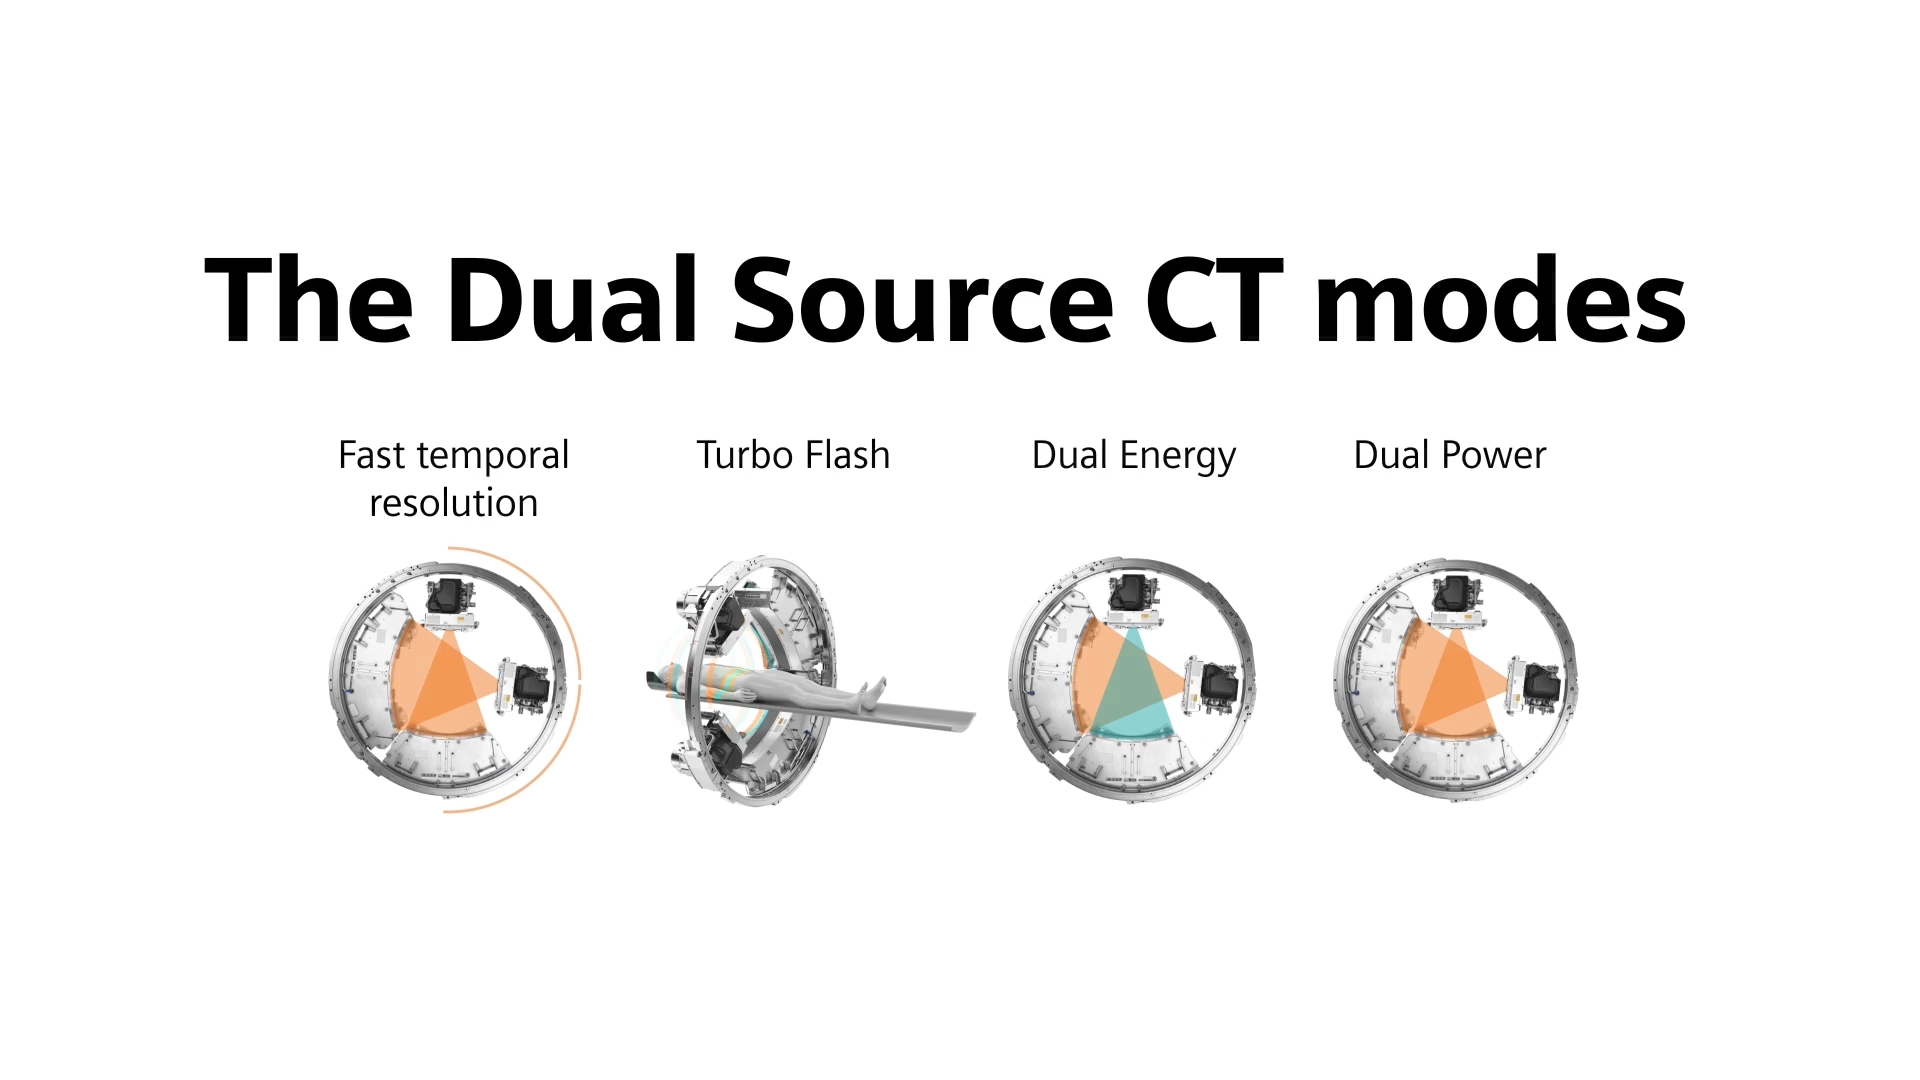 The Dual Source CT modes
Fast temporal
resolution
Turbo Flash
Dual Energy
Dual Power